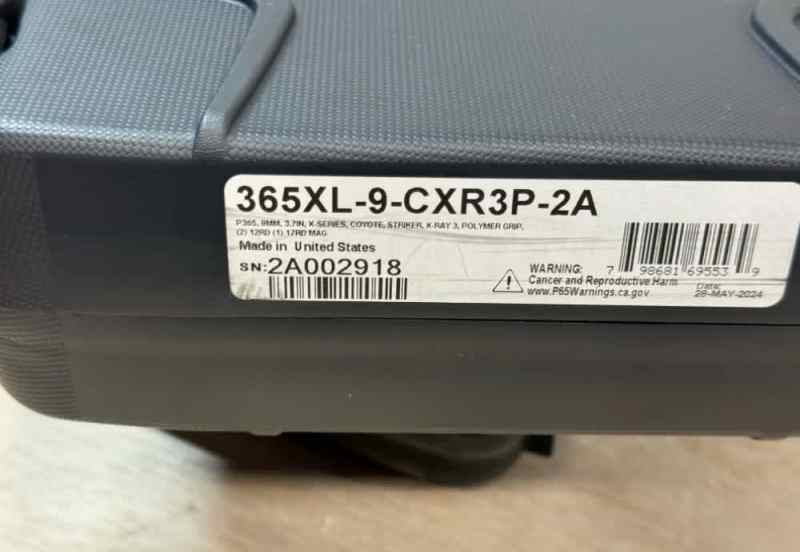 365XL-9-CXR3P-2A
P365, 9MM, 3.7IN, X-SERIES, COYOTE, STRIKER, X-RAY 3, POLYMER GRIP,
(2) 12RD (1) 17RD MAG
Made in United States
SN:2A002918
WARNING:
Cancer and Reproductive Harm
www.P65Warnings.ca.gov
7 98681 69553 9
Date:
28-MAY-2024